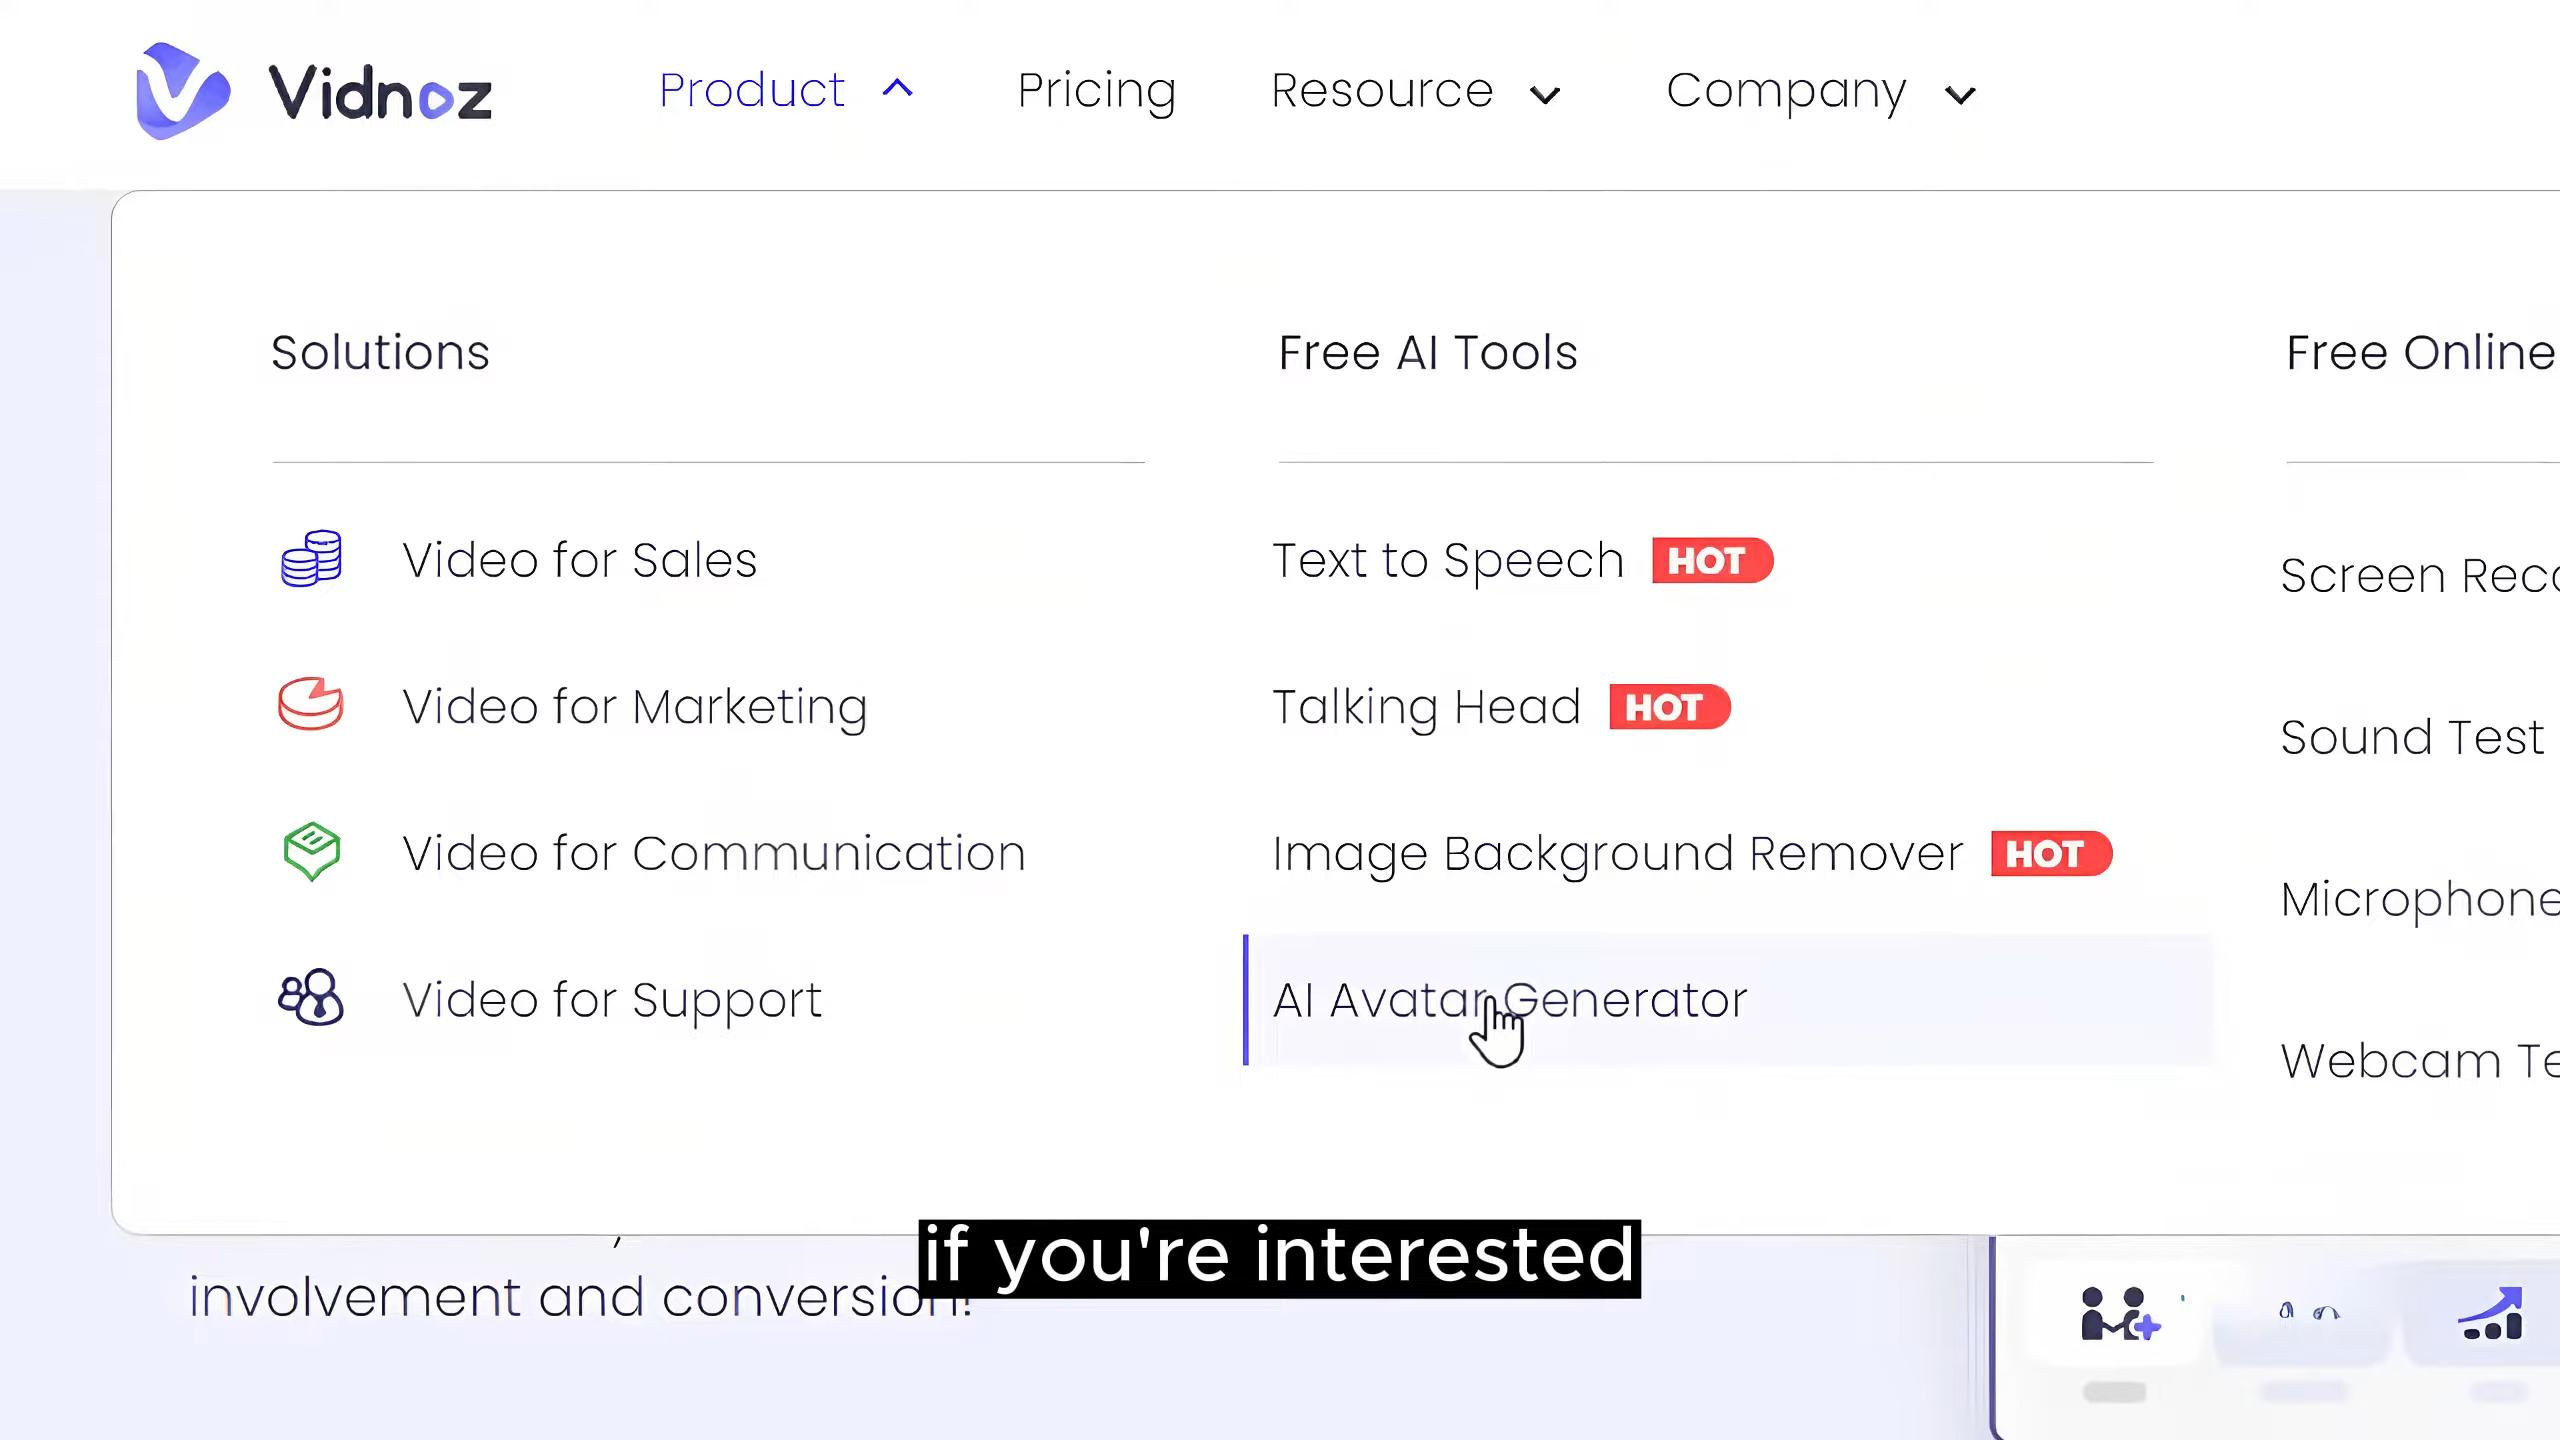 Vidnoz
Product
Pricing
Resource
Company
Solutions
Video for Sales
Video for Marketing
Video for Communication
Video for Support
Free AI Tools
Text to Speech HOT
Talking Head HOT
Image Background Remover HOT
AI Avatar Generator
Free Online
Screen Reco
Sound Test
Microphone
Webcam Te
involvement and conversion!
if you're interested